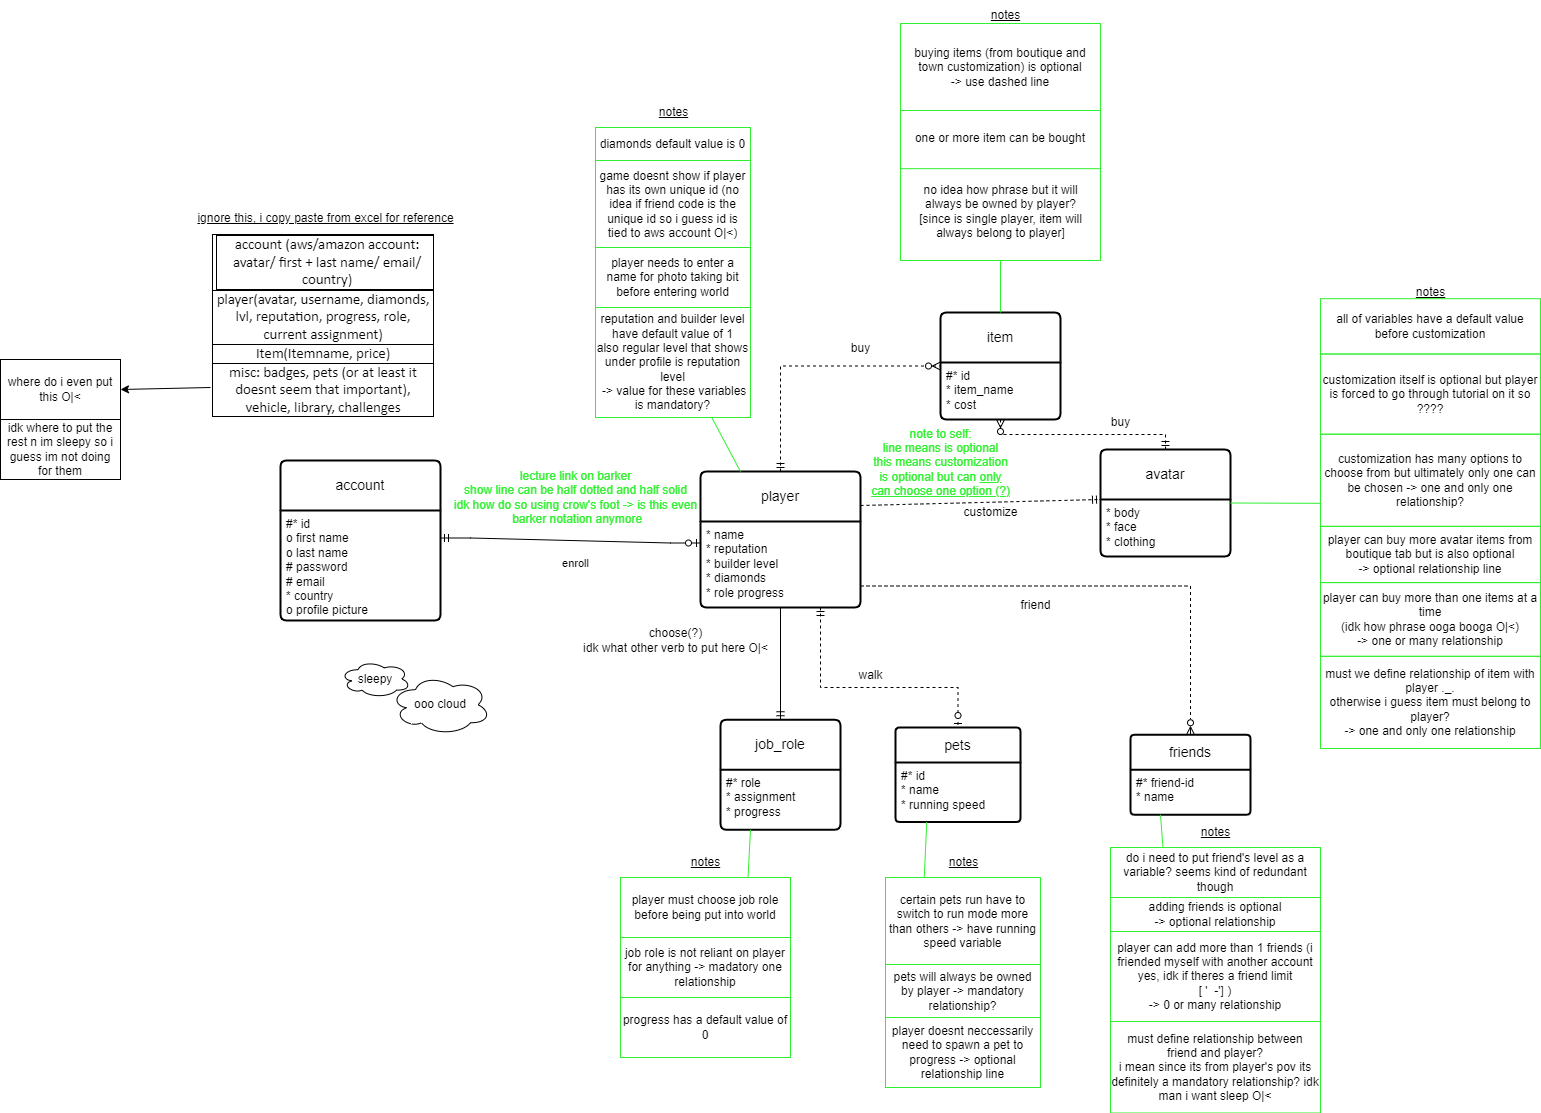 notes
buying items (from boutique and
town customization) is optional
-> use dashed line
one or more item can be bought
no idea how phrase but it will
always be owned by player?
[since is single player, item will
always belong to player]
notes
diamonds default value is 0
game doesnt show if player
has its own unique id (no
idea if friend code is the
unique id so i guess id is
tied to aws account O|<)
player needs to enter a
name for photo taking bit
before entering world
reputation and builder level
have default value of 1
also regular level that shows
under profile is reputation
level
-> value for these variables
is mandatory?
ignore this, i copy paste from excel for reference
account (aws/amazon account:
avatar/ first + last name/ email/
country)
player(avatar, username, diamonds,
lvl, reputation, progress, role,
current assignment)
Item(Itemname, price)
misc: badges, pets (or at least it
doesnt seem that important),
vehicle, library, challenges
where do i even put
this O|<
idk where to put the
rest n im sleepy so i
guess im not doing
for them
notes
all of variables have a default value
before customization
customization itself is optional but player
is forced to go through tutorial on it so
????
customization has many options to
choose from but ultimately only one can
be chosen -> one and only one
relationship?
player can buy more avatar items from
boutique tab but is also optional
-> optional relationship line
player can buy more than one items at a
time
(idk how phrase ooga booga O|<)
-> one or many relationship
must we define relationship of item with
player ._.
otherwise i guess item must belong to
player?
-> one and only one relationship
item
#* id
* item_name
* cost
buy
buy
note to self:
line means is optional
this means customization
is optional but can only
can choose one option (?)
customize
avatar
* body
* face
* clothing
account
#* id
o first name
o last name
# password
# email
* country
o profile picture
lecture link on barker
show line can be half dotted and half solid
idk how do so using crow's foot -> is this even
barker notation anymore
enroll
player
* name
* reputation
* builder level
* diamonds
* role progress
friend
choose(?)
idk what other verb to put here O|<
walk
sleepy
ooo cloud
job_role
#* role
* assignment
* progress
pets
#* id
* name
* running speed
friends
#* friend-id
* name
notes
player must choose job role
before being put into world
job role is not reliant on player
for anything -> madatory one
relationship
progress has a default value of
0
notes
certain pets run have to
switch to run mode more
than others -> have running
speed variable
pets will always be owned
by player -> mandatory
relationship?
player doesnt neccessarily
need to spawn a pet to
progress -> optional
relationship line
notes
do i need to put friend's level as a
variable? seems kind of redundant
though
adding friends is optional
-> optional relationship
player can add more than 1 friends (i
friended myself with another account
yes, idk if theres a friend limit
[ ' -'] )
-> 0 or many relationship
must define relationship between
friend and player?
i mean since its from player's pov its
definitely a mandatory relationship? idk
man i want sleep O|<